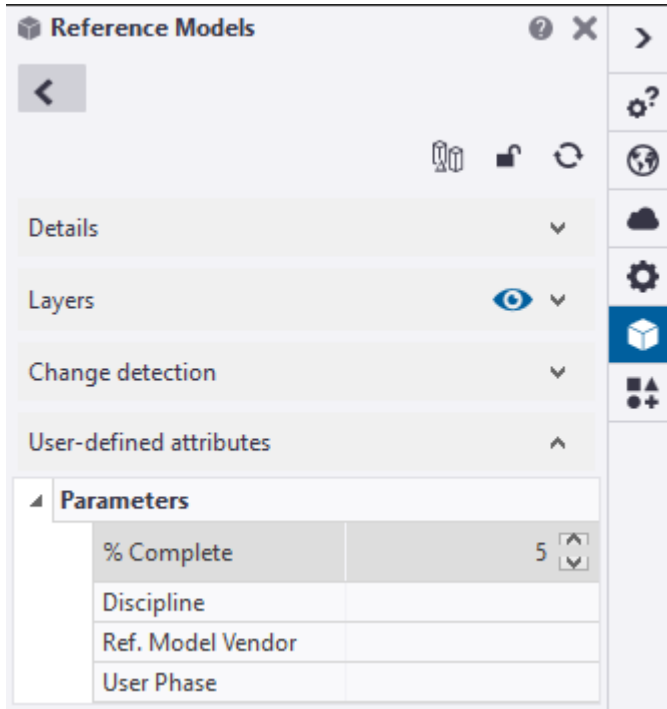 Reference Models
Details
Layers
Change detection
User-defined attributes
Parameters
% Complete 5
Discipline
Ref. Model Vendor
User Phase